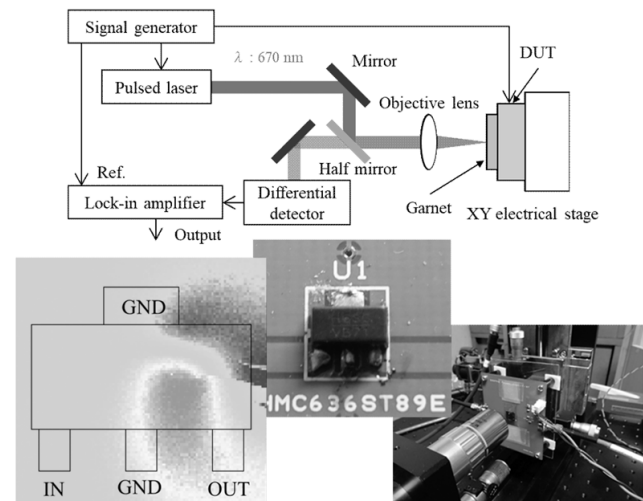 Signal generator
λ : 670 nm
Mirror
DUT
Pulsed laser
Objective lens
Half mirror
Ref.
Lock-in amplifier
Differential
detector
Garnet
XY electrical stage
Output
U1
GND
HMC636ST89E
IN
GND
OUT